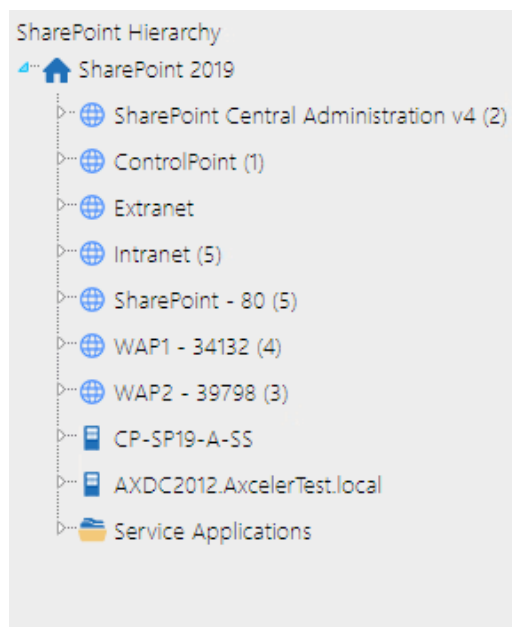 SharePoint Hierarchy
SharePoint 2019
SharePoint Central Administration v4 (2)
ControlPoint (1)
Extranet
Intranet (5)
SharePoint - 80 (5)
WAP1 - 34132 (4)
WAP2 - 39798 (3)
CP-SP19-A-SS
AXDC2012.AxcelerTest.local
Service Applications